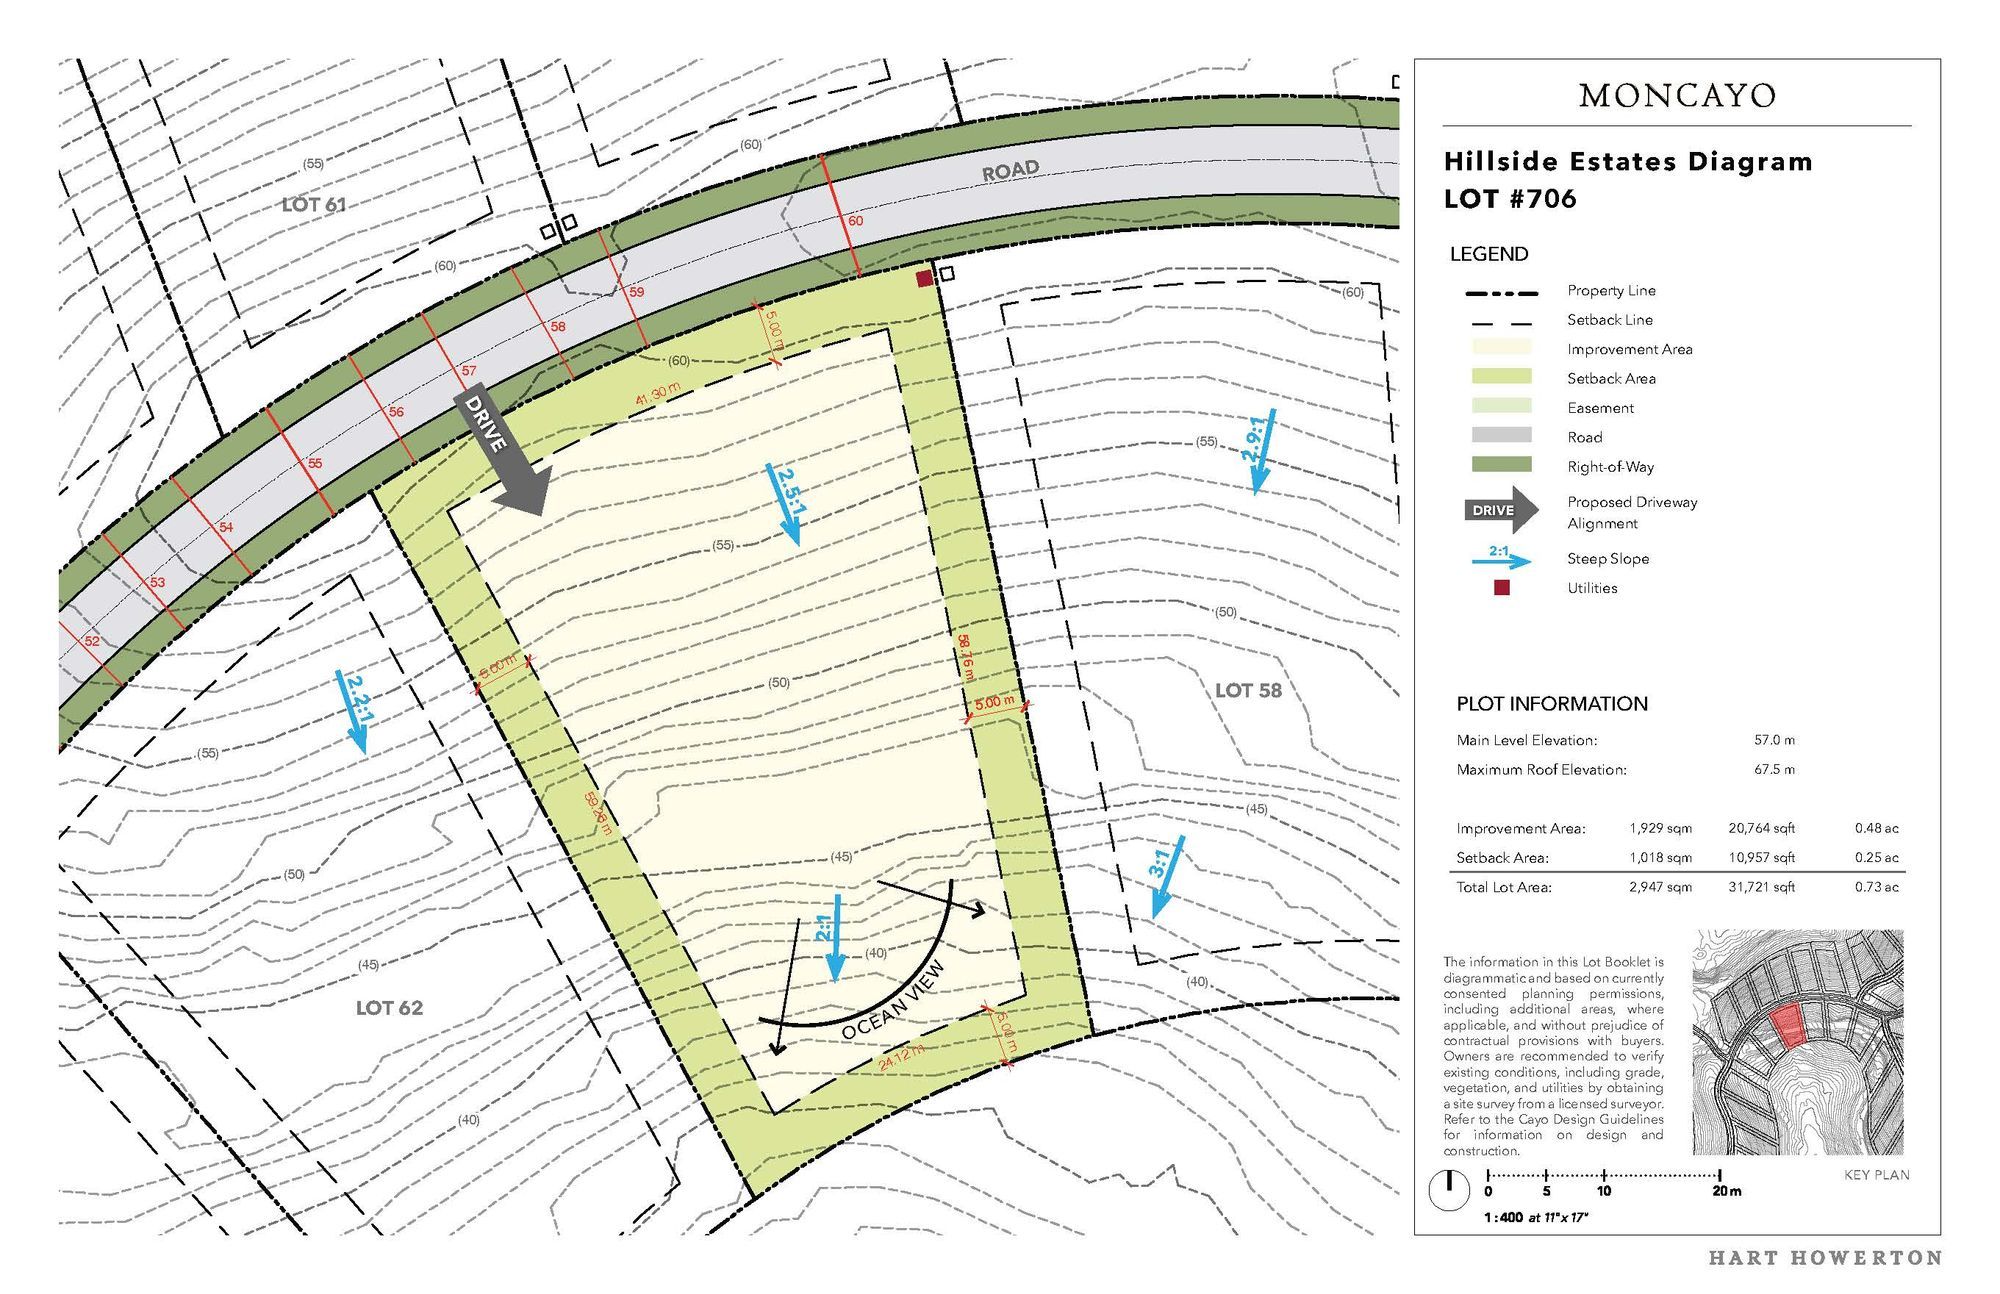 (60)
(55)
LOT 61
ROAD
60
(60)
59
58
57
56
55
54
53
52
DRIVE
5.00 m
(60)
41.30 m
(60)
2.5:1
2.9:1
(55)
(55)
(50)
5.00 m
58.76 m
(50)
LOT 58
5.00 m
2.2:1
(55)
59.26 m
(45)
(45)
3:1
(50)
2:1
(40)
(45)
(40)
LOT 62
OCEAN VIEW
5.00 m
24.12 m
(40)
MONCAYO
Hillside Estates Diagram
LOT #706
LEGEND
Property Line
Setback Line
Improvement Area
Setback Area
Easement
Road
Right-of-Way
DRIVE Proposed Driveway
Alignment
2:1 Steep Slope
Utilities
PLOT INFORMATION
Main Level Elevation: 57.0 m
Maximum Roof Elevation: 67.5 m
Improvement Area: 1,929 sqm 20,764 sqft 0.48 ac
Setback Area: 1,018 sqm 10,957 sqft 0.25 ac
Total Lot Area: 2,947 sqm 31,721 sqft 0.73 ac
The information in this Lot Booklet is
diagrammatic and based on currently
consented planning permissions,
including additional areas, where
applicable, and without prejudice of
contractual provisions with buyers.
Owners are recommended to verify
existing conditions, including grade,
vegetation, and utilities by obtaining
a site survey from a licensed surveyor.
Refer to the Cayo Design Guidelines
for information on design and
construction.
KEY PLAN
0 5 10 20m
1:400 at 11"x 17"
HART HOWERTON